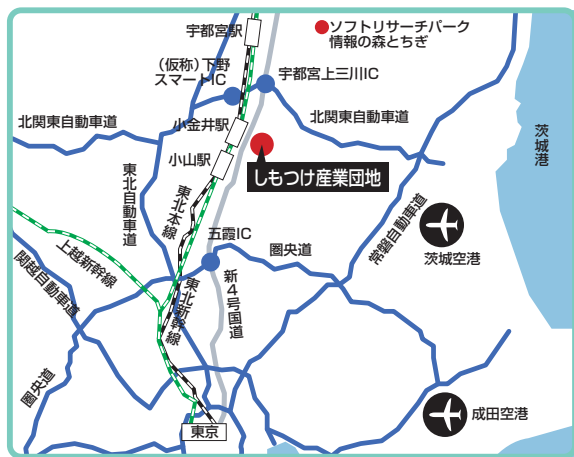 宇都宮駅
ソフトリサーチパーク
情報の森とちぎ
(仮称)下野
スマートIC
宇都宮上三川IC
北関東自動車道
北関東自動車道
小金井駅
茨城港
小山駅
しもつけ産業団地
東北自動車道
東北本線
常磐自動車道
五霞IC
圏央道
茨城空港
上越新幹線
関越自動車道
東北新幹線
新4号国道
圏央道
成田空港
東京